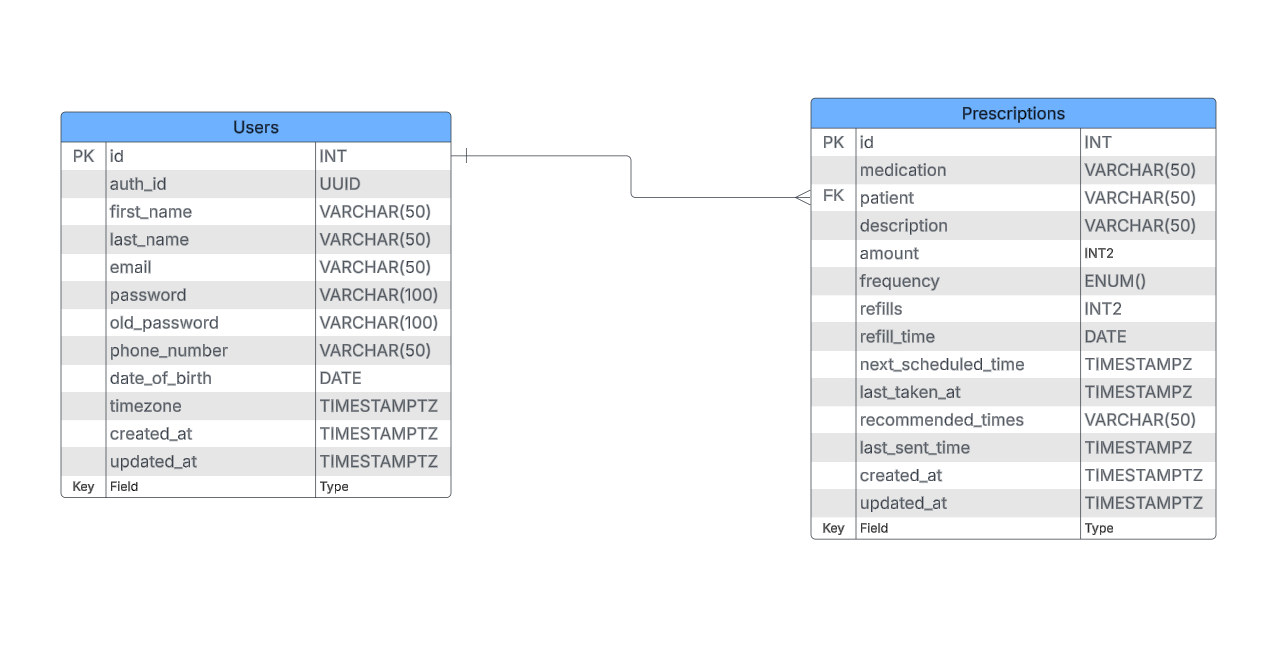 Users
PK id INT
auth_id UUID
first_name VARCHAR(50)
last_name VARCHAR(50)
email VARCHAR(50)
password VARCHAR(100)
old_password VARCHAR(100)
phone_number VARCHAR(50)
date_of_birth DATE
timezone TIMESTAMPTZ
created_at TIMESTAMPTZ
updated_at TIMESTAMPTZ
Key Field Type
Prescriptions
PK id INT
medication VARCHAR(50)
FK patient VARCHAR(50)
description VARCHAR(50)
amount INT2
frequency ENUM()
refills INT2
refill_time DATE
next_scheduled_time TIMESTAMPZ
last_taken_at TIMESTAMPZ
recommended_times VARCHAR(50)
last_sent_time TIMESTAMPZ
created_at TIMESTAMPTZ
updated_at TIMESTAMPTZ
Key Field Type